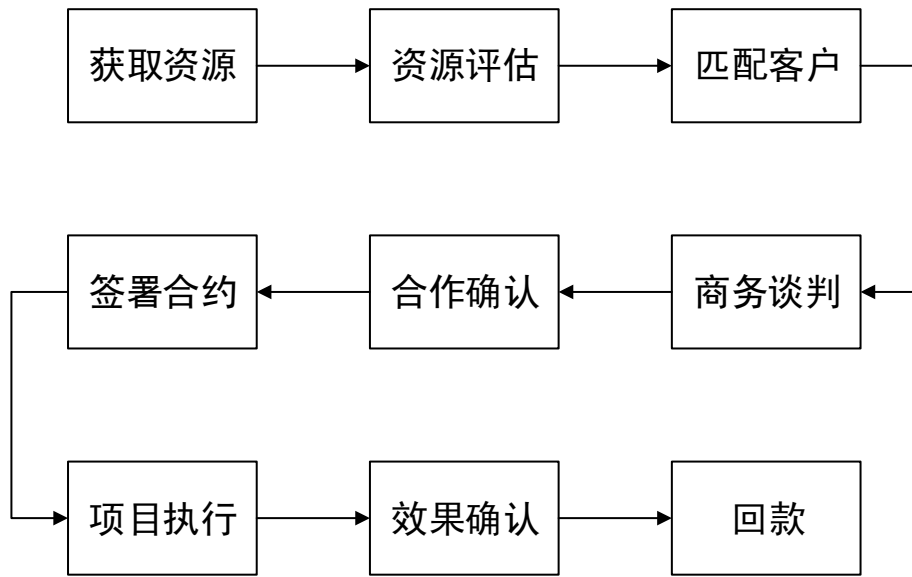 获取资源
资源评估
匹配客户
商务谈判
合作确认
签署合约
项目执行
效果确认
回款